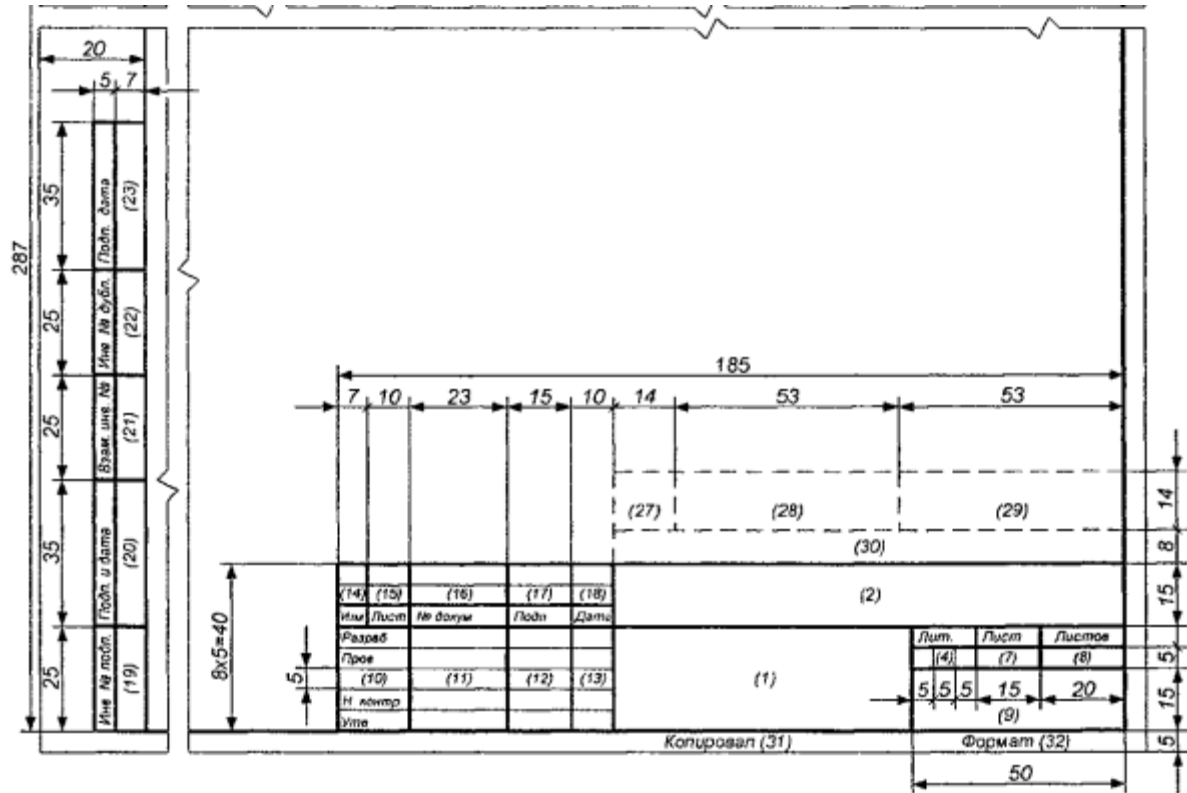 20
5 7
35
25
25
35
25
287
Подп. дата
(23)
Инв № дубл.
(22)
Взам. инв. №
(21)
Подп. и дата
(20)
Инв № подл.
(19)
185
7 10 23 15 10 14 53 53
(27) (28) (29)
14
(30)
8
(2)
15
8x5=40
(14) (15) (16) (17) (18)
Изм Лист № докум Подп Дата
Разраб
Пров
(10) (11) (12) (13)
Н контр
Утв
5
(1)
Лит. Лист Листов
5
(4) (7) (8)
5 5 5 15 20
15
(9)
Копировал (31) Формат (32)
5
50